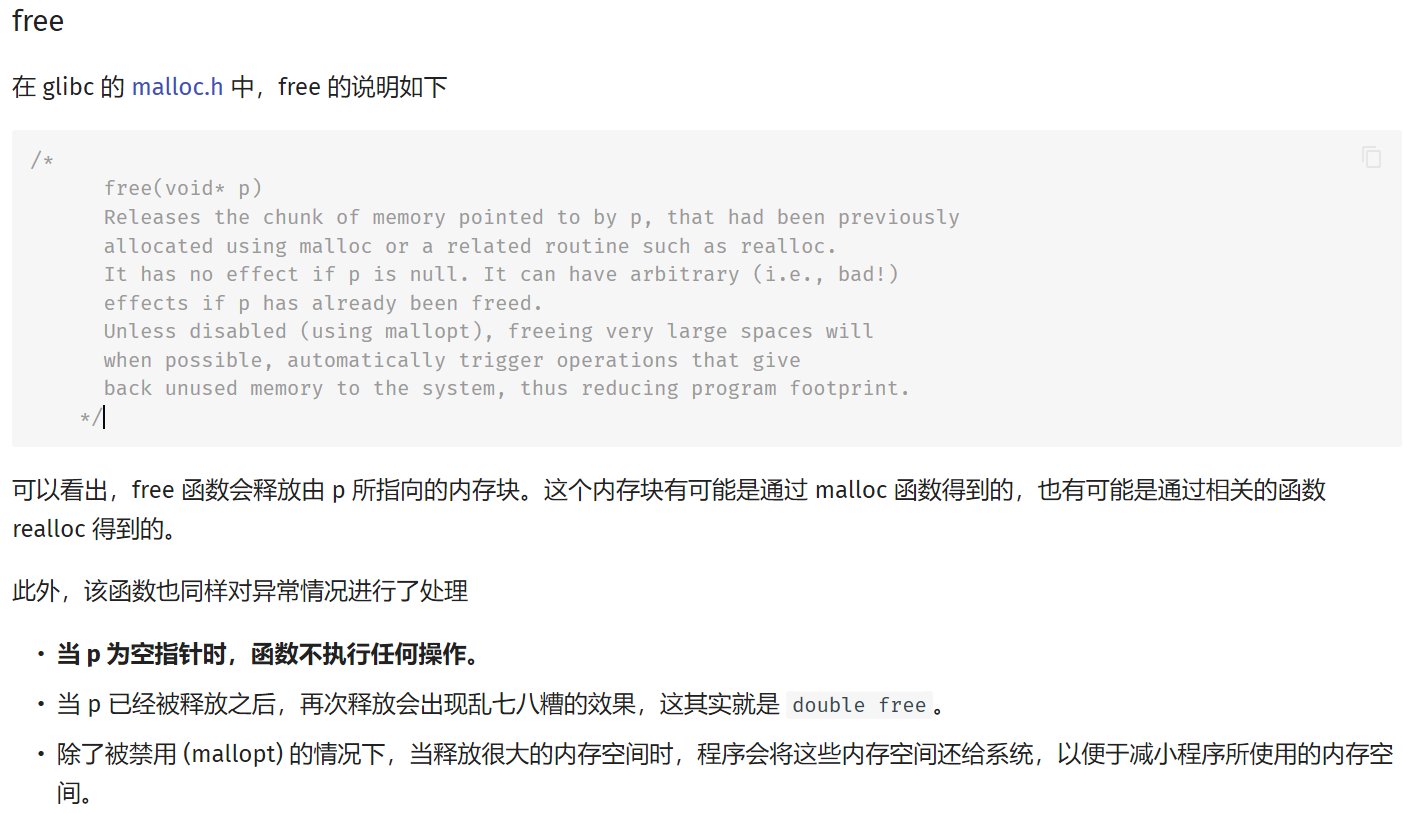 free
在 glibc 的 malloc.h 中，free 的说明如下
/*
free(void* p)
Releases the chunk of memory pointed to by p, that had been previously
allocated using malloc or a related routine such as realloc.
It has no effect if p is null. It can have arbitrary (i.e., bad!)
effects if p has already been freed.
Unless disabled (using mallopt), freeing very large spaces will
when possible, automatically trigger operations that give
back unused memory to the system, thus reducing program footprint.
*/
可以看出，free 函数会释放由 p 所指向的内存块。这个内存块有可能是通过 malloc 函数得到的，也有可能是通过相关的函数
realloc 得到的。
此外，该函数也同样对异常情况进行了处理
• 当 p 为空指针时，函数不执行任何操作。
• 当 p 已经被释放之后，再次释放会出现乱七八糟的效果，这其实就是 double free 。
• 除了被禁用 (mallopt) 的情况下，当释放很大的内存空间时，程序会将这些内存空间还给系统，以便于减小程序所使用的内存空
间。